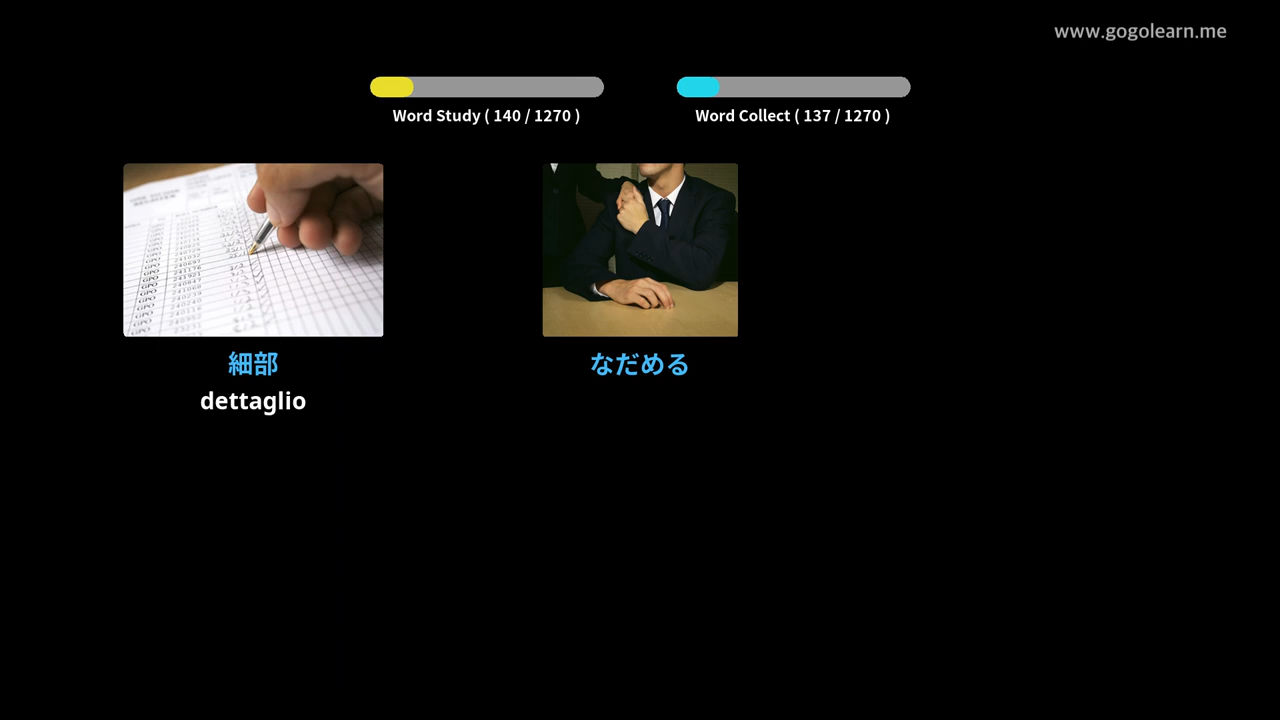 www.gogolearn.me
Word Study ( 140 / 1270 )
Word Collect ( 137 / 1270 )
細部
dettaglio
なだめる